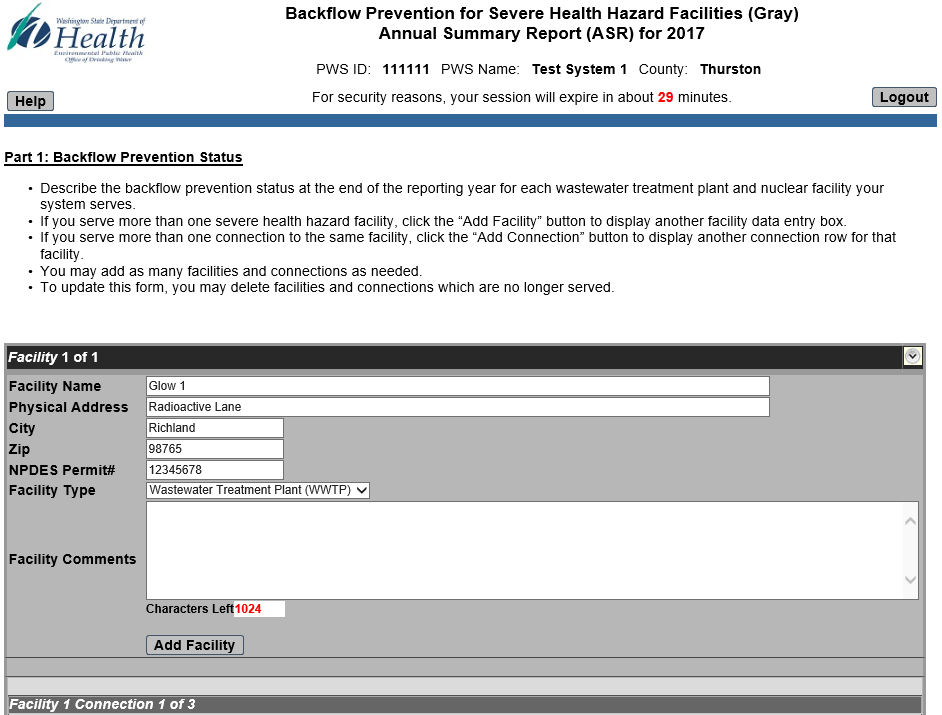 Washington State Department of
Health
Environmental Public Health
Office of Drinking Water
Backflow Prevention for Severe Health Hazard Facilities (Gray)
Annual Summary Report (ASR) for 2017
PWS ID: 111111 PWS Name: Test System 1 County: Thurston
Help
For security reasons, your session will expire in about 29 minutes.
Logout
Part 1: Backflow Prevention Status
• Describe the backflow prevention status at the end of the reporting year for each wastewater treatment plant and nuclear facility your
system serves.
• If you serve more than one severe health hazard facility, click the “Add Facility” button to display another facility data entry box.
• If you serve more than one connection to the same facility, click the “Add Connection” button to display another connection row for that
facility.
• You may add as many facilities and connections as needed.
• To update this form, you may delete facilities and connections which are no longer served.
Facility 1 of 1
Facility Name Glow 1
Physical Address Radioactive Lane
City Richland
Zip 98765
NPDES Permit# 12345678
Facility Type Wastewater Treatment Plant (WWTP)
Facility Comments
Characters Left 1024
Add Facility
Facility 1 Connection 1 of 3